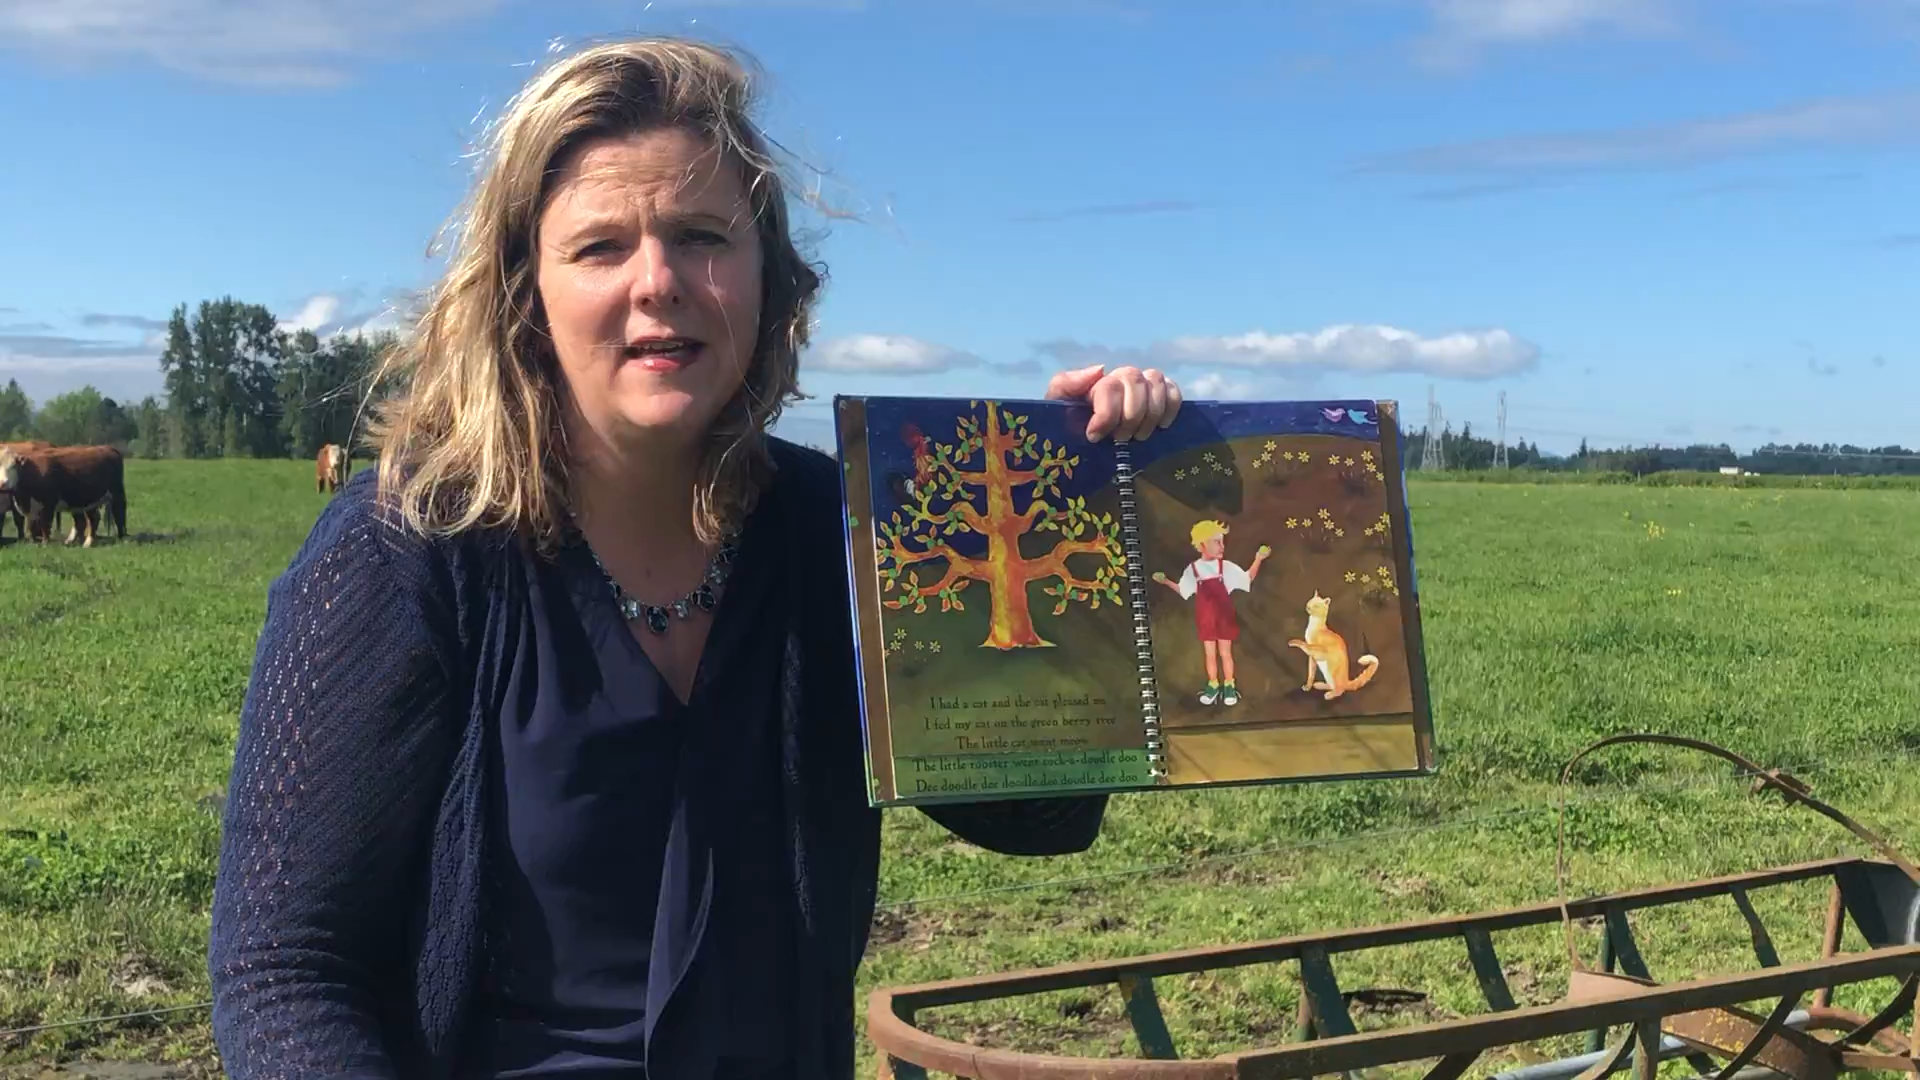 I had a cat and the cat pleased me
I fed my cat on the green berry tree
The little cat went meow
The little rooster went cock-a-doodle doo
Dee doodle dee doodle dee doodle dee doo